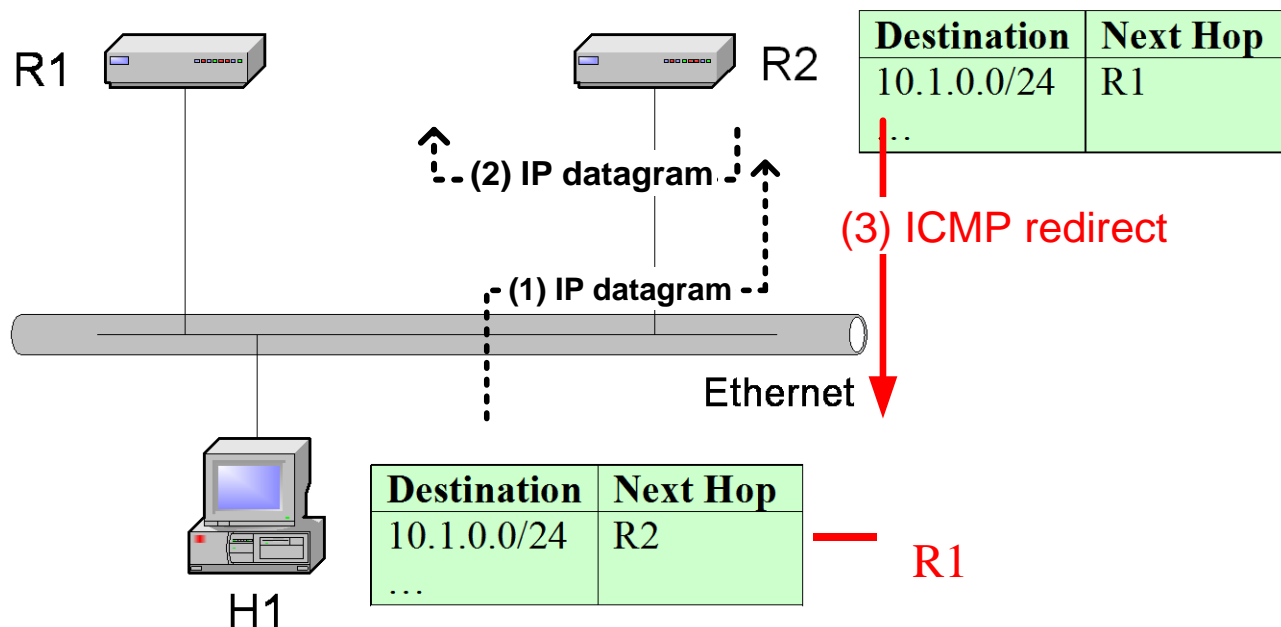 R1
R2
Destination Next Hop
10.1.0.0/24 R1
...
(2) IP datagram
(3) ICMP redirect
(1) IP datagram
Ethernet
Destination Next Hop
10.1.0.0/24 R2
...
R1
H1